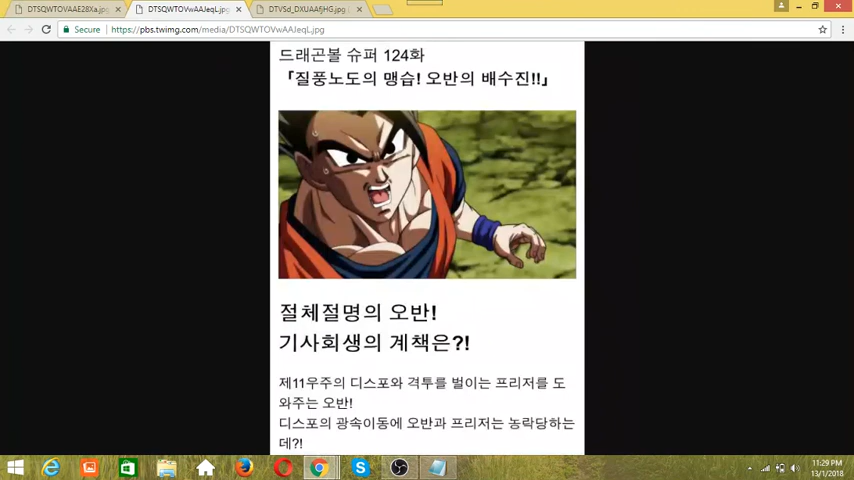 DTSQWTOVAAE28Xa.jpg
DTSQWTOVwAAJeqL.jpg
DTVSd_DXUAAfjHG.jpg
Secure
https://pbs.twimg.com/media/DTSQWTOVwAAJeqL.jpg
드래곤볼 슈퍼 124화
「질풍노도의 맹습! 오반의 배수진!!」
절체절명의 오반!
기사회생의 계책은?!
제11우주의 디스포와 격투를 벌이는 프리저를 도
와주는 오반!
디스포의 광속이동에 오반과 프리저는 농락당하는
데?!
11:29 PM
13/1/2018